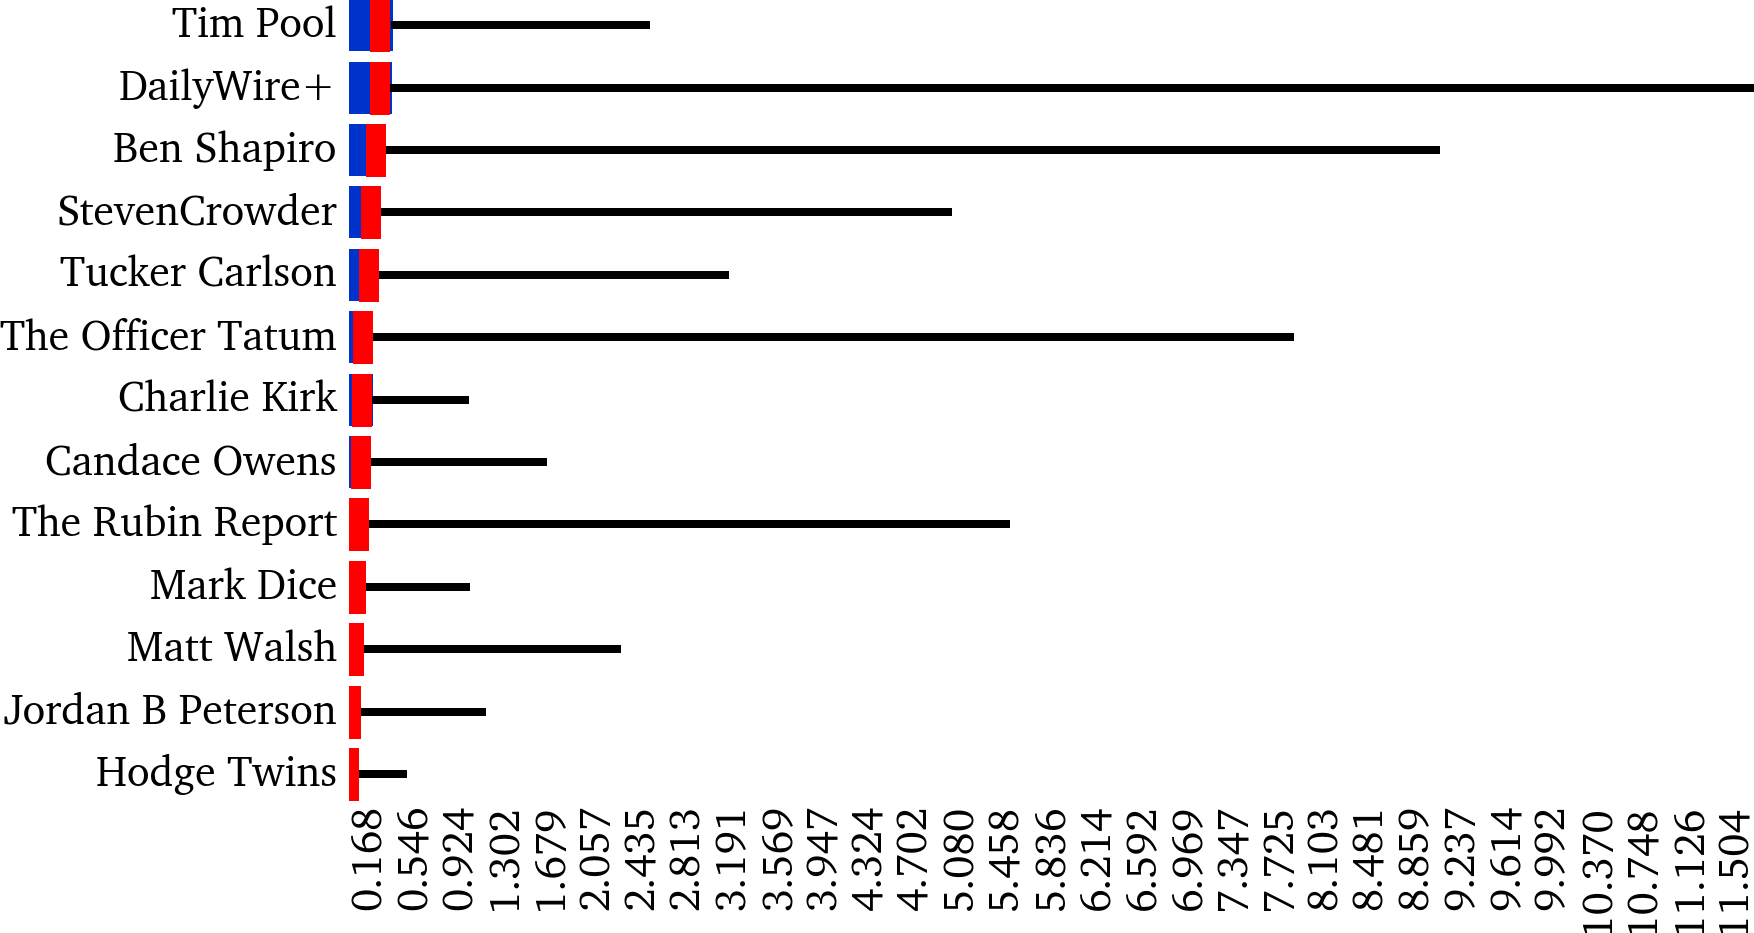 Tim Pool
DailyWire+
Ben Shapiro
StevenCrowder
Tucker Carlson
The Officer Tatum
Charlie Kirk
Candace Owens
The Rubin Report
Mark Dice
Matt Walsh
Jordan B Peterson
Hodge Twins
0.168
0.546
0.924
1.302
1.679
2.057
2.435
2.813
3.191
3.569
3.947
4.324
4.702
5.080
5.458
5.836
6.214
6.592
6.969
7.347
7.725
8.103
8.481
8.859
9.237
9.614
9.992
10.370
10.748
11.126
11.504